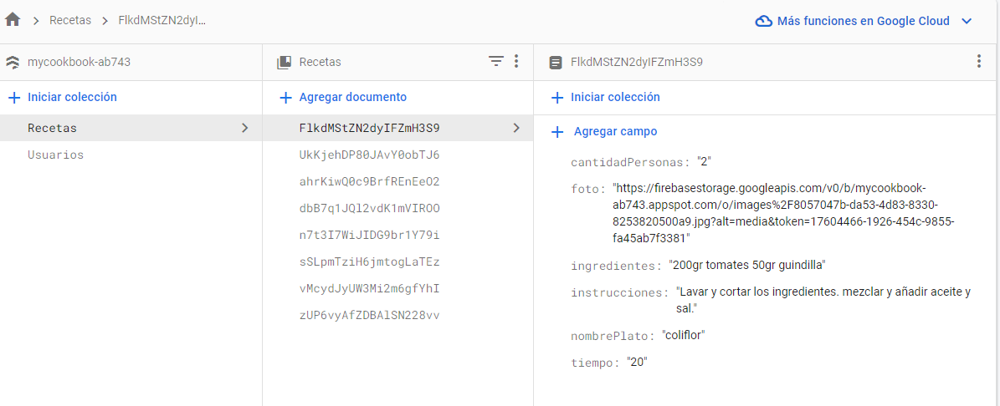 Recetas
FlkdMStZN2dyI...
Más funciones en Google Cloud
mycookbook-ab743
Recetas
FlkdMStZN2dyIFZmH3S9
Iniciar colección
Agregar documento
Iniciar colección
Recetas
Usuarios
FlkdMStZN2dyIFZmH3S9
UkKjehDP80JAvY0obTJ6
ahrKiwQ0c9BrfREnEeO2
dbB7q1JQl2vdK1mVIROO
n7t3I7WiJIDG9br1Y79i
sSLpmTziH6jmtogLaTEz
vMcydJyUW3Mi2m6gfYhI
zUP6vyAfZDBAlSN228vv
Agregar campo
cantidadPersonas: "2"
foto: "https://firebasestorage.googleapis.com/v0/b/mycookbook-
ab743.appspot.com/o/images%2F8057047b-da53-4d83-8330-
8253820500a9.jpg?alt=media&token=17604466-1926-454c-9855-
fa45ab7f3381"
ingredientes: "200gr tomates 50gr guindilla"
instrucciones: "Lavar y cortar los ingredientes. mezclar y añadir aceite y
sal."
nombrePlato: "coliflor"
tiempo: "20"